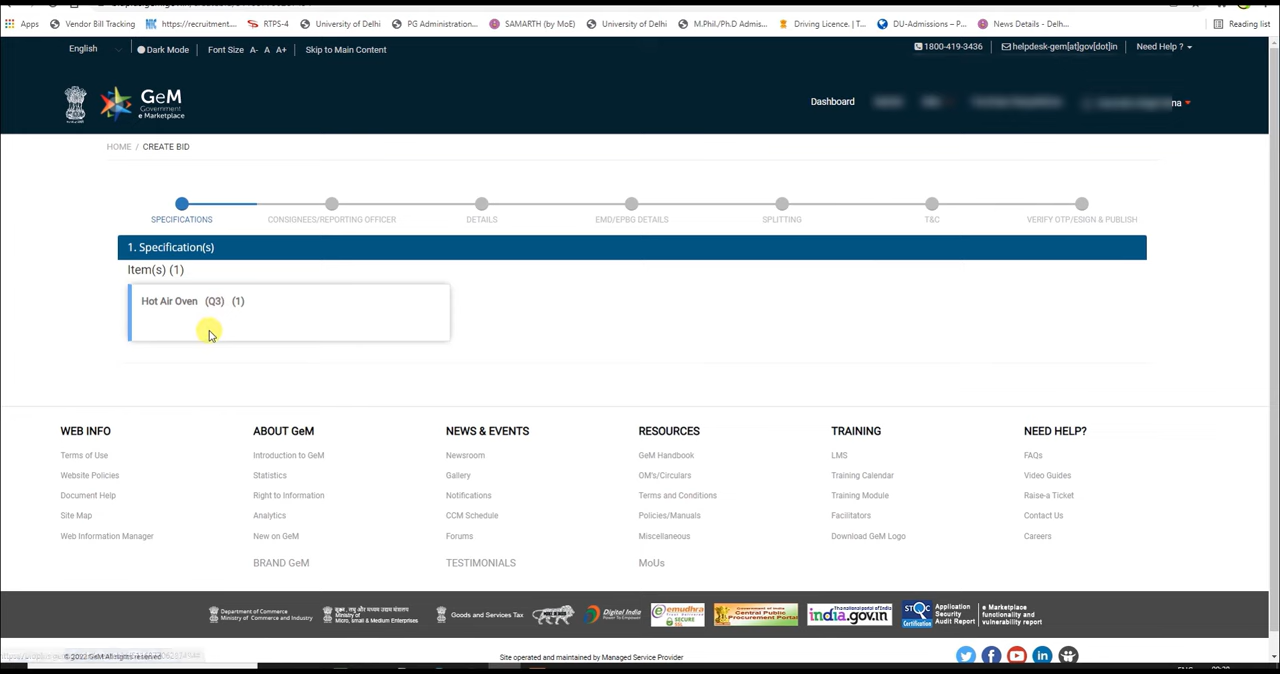 Apps Vendor Bill Tracking https://recruitment.... RTPS-4 University of Delhi PG Administration... SAMARTH (by MoE) University of Delhi M.Phil/Ph.D Admis... Driving Licence. | T... DU-Admissions – P... News Details - Delh... Reading list
English Dark Mode Font Size A- A A+ Skip to Main Content 1800-419-3436 helpdesk-gem[at]gov[dot]in Need Help ?
GeM
Government
e Marketplace
Dashboard
HOME / CREATE BID
SPECIFICATIONS CONSIGNEES/REPORTING OFFICER DETAILS EMD/EPBG DETAILS SPLITTING T&C VERIFY OTP/ESIGN & PUBLISH
1. Specification(s)
Item(s) (1)
Hot Air Oven (Q3) (1)
WEB INFO ABOUT GeM NEWS & EVENTS RESOURCES TRAINING NEED HELP?
Terms of Use Introduction to GeM Newsroom GeM Handbook LMS FAQs
Website Policies Statistics Gallery OM's/Circulars Training Calendar Video Guides
Document Help Right to Information Notifications Terms and Conditions Training Module Raise-a Ticket
Site Map Analytics CCM Schedule Policies/Manuals Facilitators Contact Us
Web Information Manager New on GeM Forums Miscellaneous Download GeM Logo Careers
BRAND GeM TESTIMONIALS MoUs
Department of Commerce
Ministry of Commerce and Industry
Ministry of
Micro, Small & Medium Enterprises
Goods and Services Tax
Digital India
Power To Empower
emudhra
SECURE
SSL
Central Public
Procurement Portal
india.gov.in
STQC
Certification
Application
Security
Audit Report
e Marketplace
functionality and
vulnerability report
© 2022 GeM All rights reserved Site operated and maintained by Managed Service Provider